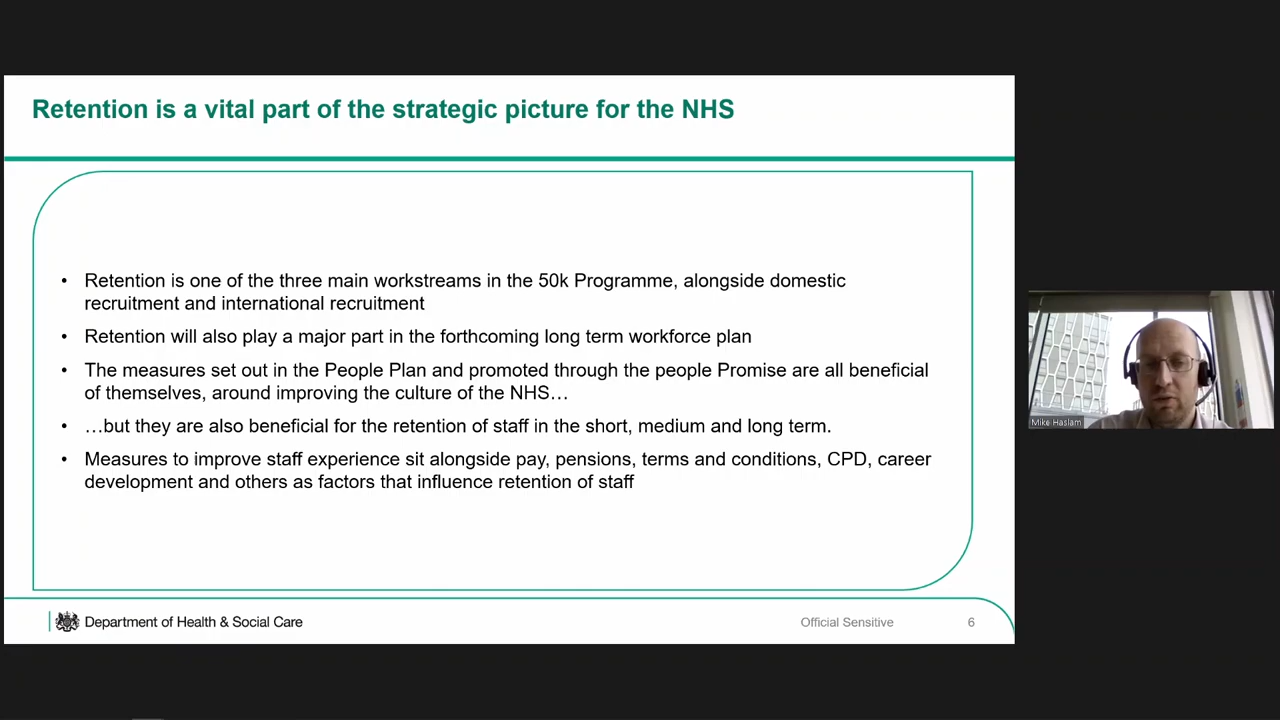 Retention is a vital part of the strategic picture for the NHS
• Retention is one of the three main workstreams in the 50k Programme, alongside domestic
recruitment and international recruitment
• Retention will also play a major part in the forthcoming long term workforce plan
• The measures set out in the People Plan and promoted through the people Promise are all beneficial
of themselves, around improving the culture of the NHS…
• …but they are also beneficial for the retention of staff in the short, medium and long term.
• Measures to improve staff experience sit alongside pay, pensions, terms and conditions, CPD, career
development and others as factors that influence retention of staff
Department of Health & Social Care
Official Sensitive
6
Mike Haslam